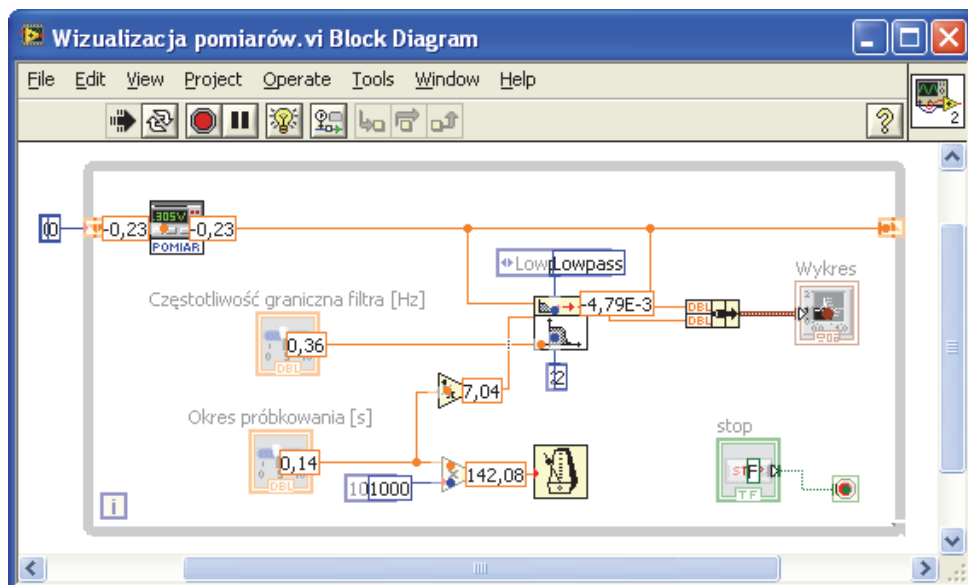 Wizualizacja pomiarów.vi Block Diagram
File Edit View Project Operate Tools Window Help
2
-0,23
305V
-0,23
POMIAR
Lowpass
Wykres
Częstotliwość graniczna filtra [Hz]
-4,79E-3
DBL
DBL
0,36
DBL
2
7,04
Okres próbkowania [s]
stop
0,14
DBL
1000
142,08
F
TF
i